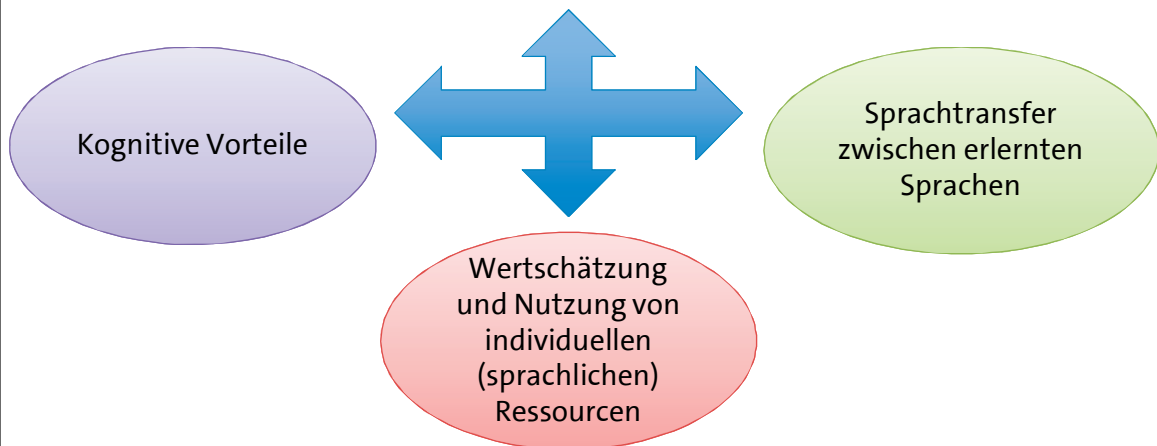 Kognitive Vorteile
Sprachtransfer
zwischen erlernten
Sprachen
Wertschätzung
und Nutzung von
individuellen
(sprachlichen)
Ressourcen